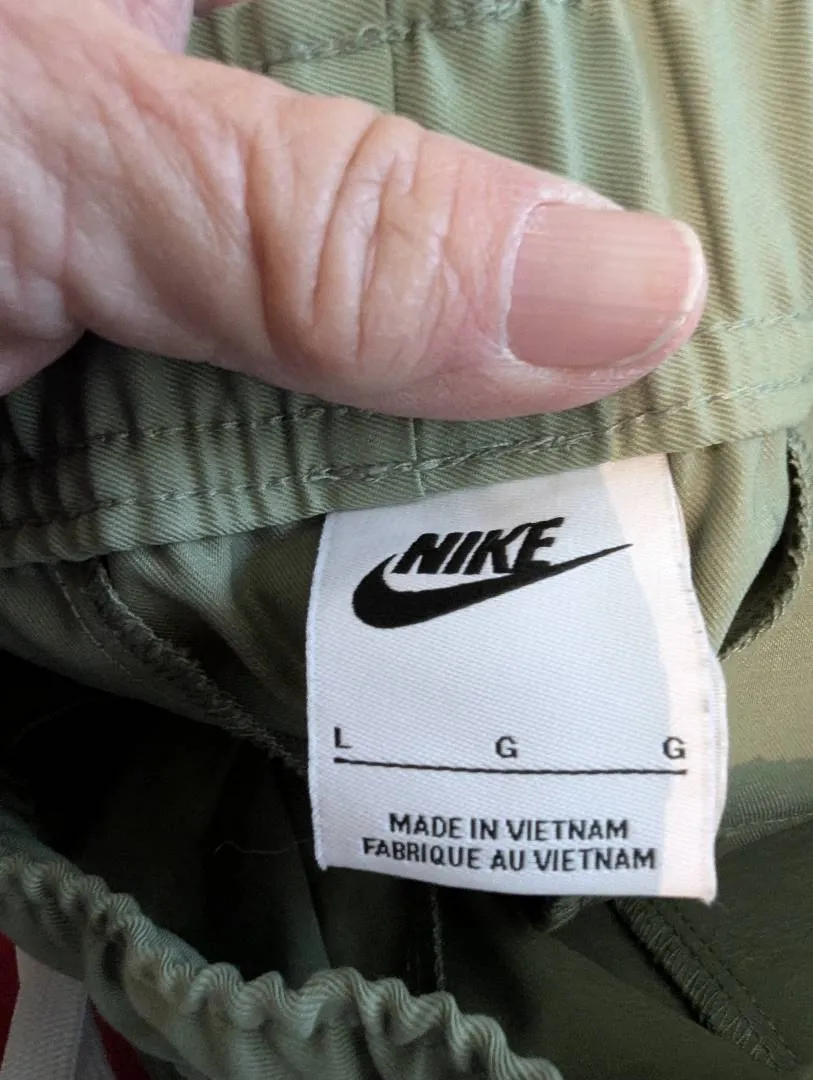 NIKE
L G G
MADE IN VIETNAM
FABRIQUE AU VIETNAM